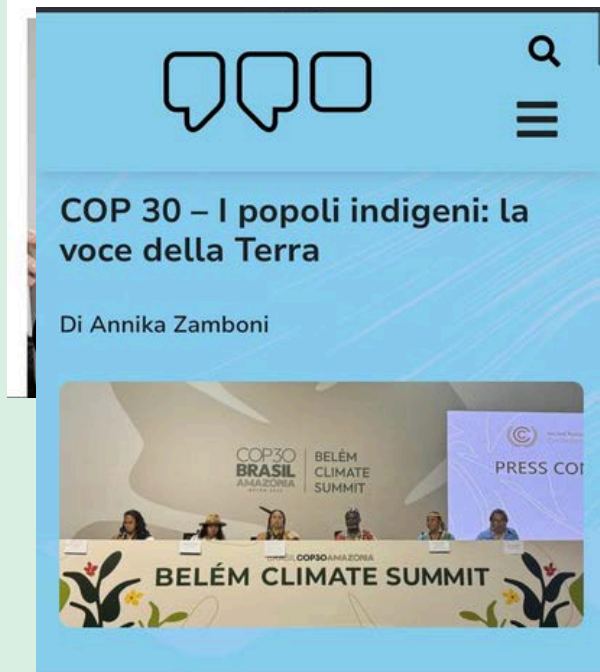 COP 30 – I popoli indigeni: la
voce della Terra
Di Annika Zamboni
COP30
BRASIL
AMAZÔNIA
BELÉM
CLIMATE
SUMMIT
PRESS CO
COP30AMAZONIA
BELÉM CLIMATE SUMMIT